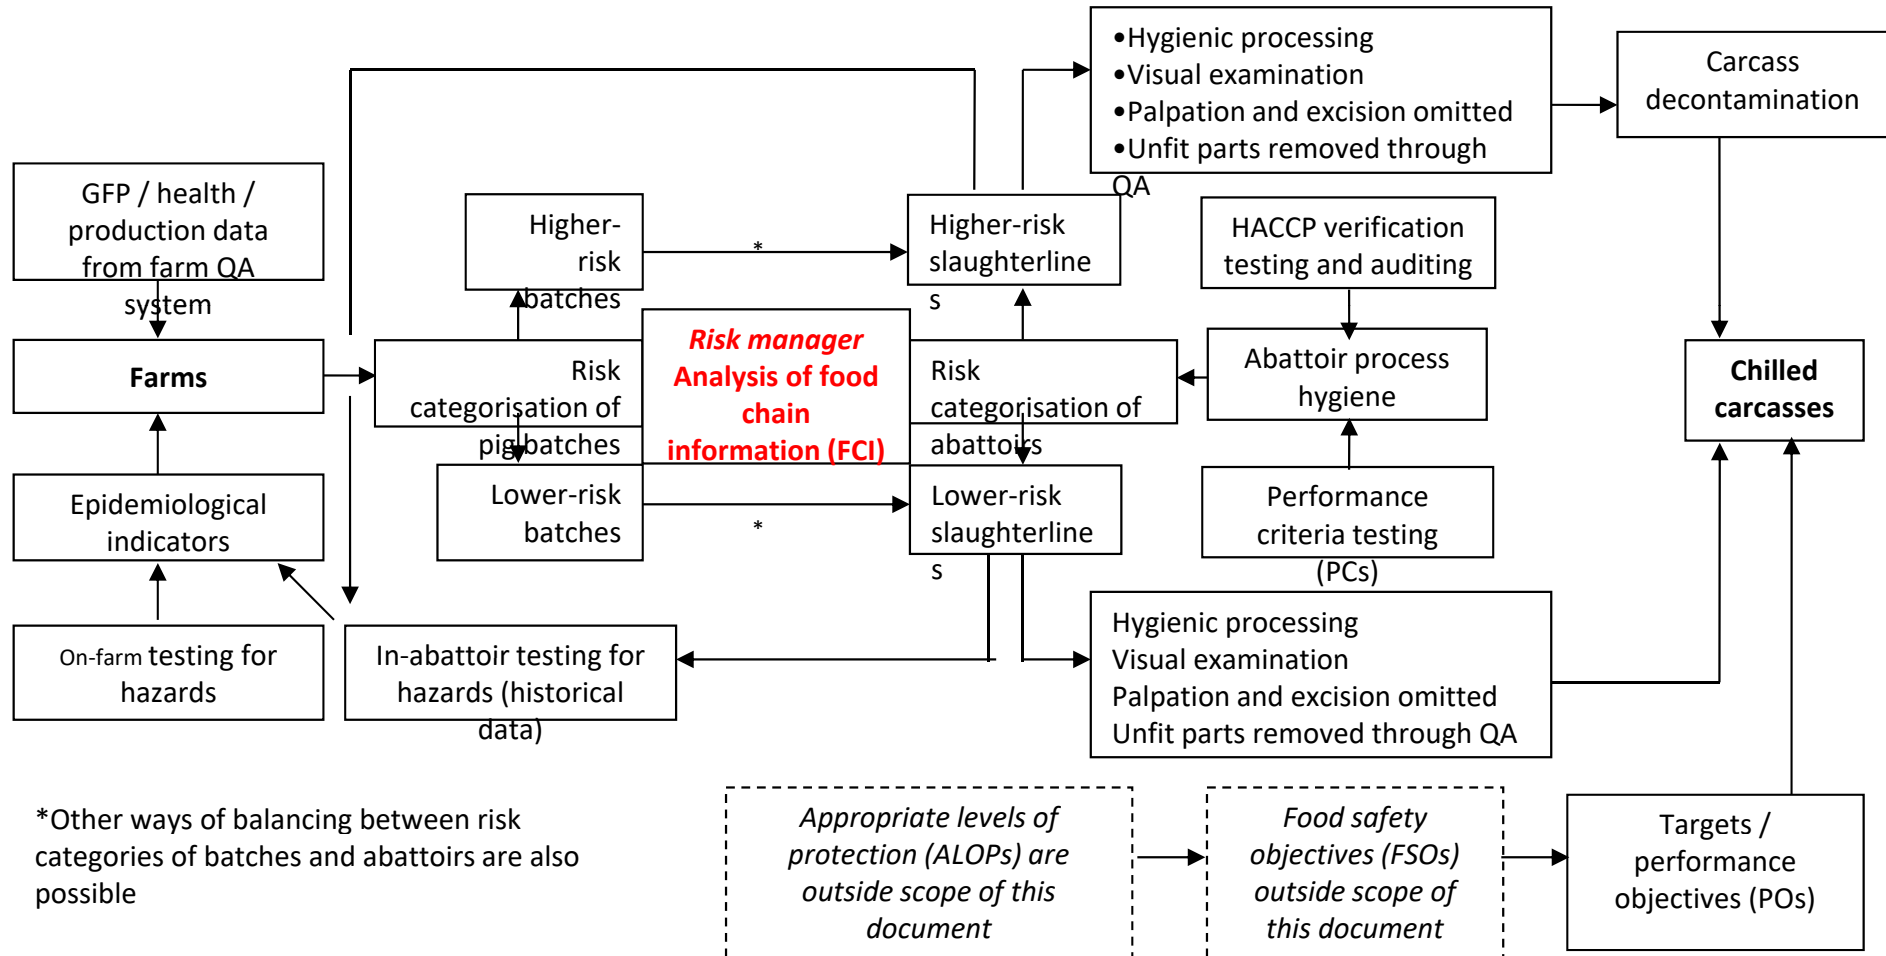 •Hygienic processing
•Visual examination
•Palpation and excision omitted
•Unfit parts removed through
QA
Carcass
decontamination
GFP / health /
production data
from farm QA
system
Higher-
risk
batches
*
Higher-risk
slaughterline
s
HACCP verification
testing and auditing
Farms
Risk
categorisation of
pig batches
Risk manager
Analysis of food
chain
information (FCI)
Risk
categorisation of
abattoirs
Abattoir process
hygiene
Chilled
carcasses
Epidemiological
indicators
Lower-risk
batches
*
Lower-risk
slaughterline
s
Performance
criteria testing
(PCs)
On-farm testing for
hazards
In-abattoir testing for
hazards (historical
data)
Hygienic processing
Visual examination
Palpation and excision omitted
Unfit parts removed through QA
*Other ways of balancing between risk
categories of batches and abattoirs are also
possible
Appropriate levels of
protection (ALOPs) are
outside scope of this
document
Food safety
objectives (FSOs)
outside scope of
this document
Targets /
performance
objectives (POs)